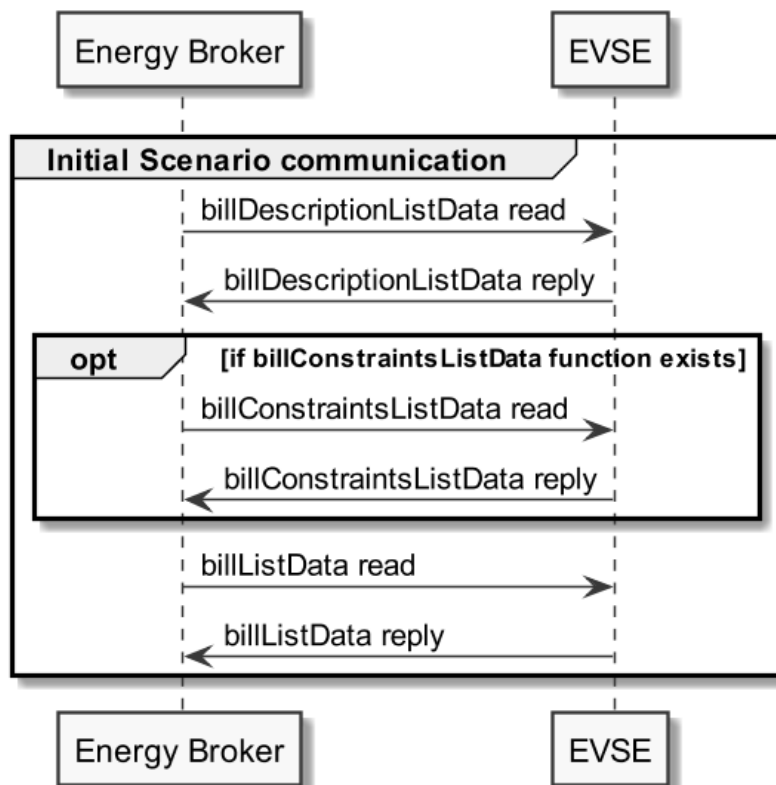 Energy Broker
EVSE
Initial Scenario communication
billDescriptionListData read
billDescriptionListData reply
opt
[if billConstraintsListData function exists]
billConstraintsListData read
billConstraintsListData reply
billListData read
billListData reply
Energy Broker
EVSE